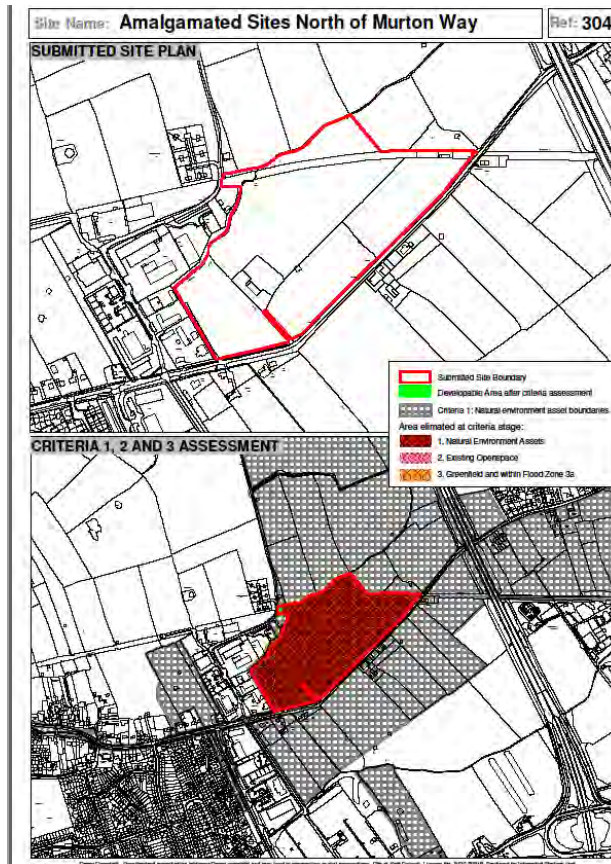 Site Name: Amalgamated Sites North of Murton Way
Ref: 304
SUBMITTED SITE PLAN
Submitted Site Boundary
Developable Area after criteria assessment
Criteria 1: Natural environment asset boundaries
Area elimated at criteria stage:
1. Natural Environment Assets
2. Existing Openspace
3. Greenfield and within Flood Zone 3a
CRITERIA 1, 2 AND 3 ASSESSMENT